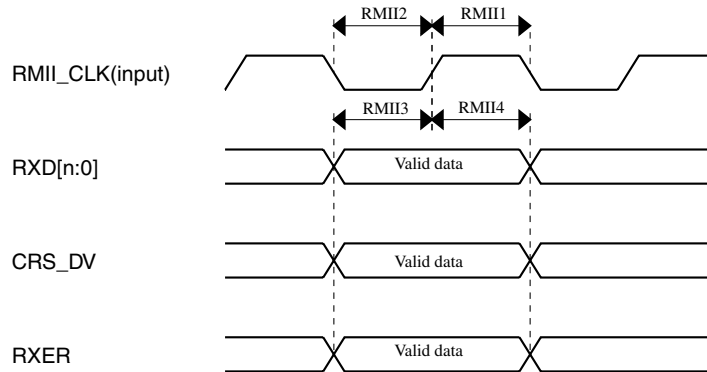 RMII2 RMII1
RMII_CLK(input)
RMII3 RMII4
RXD[n:0] Valid data
CRS_DV Valid data
RXER Valid data